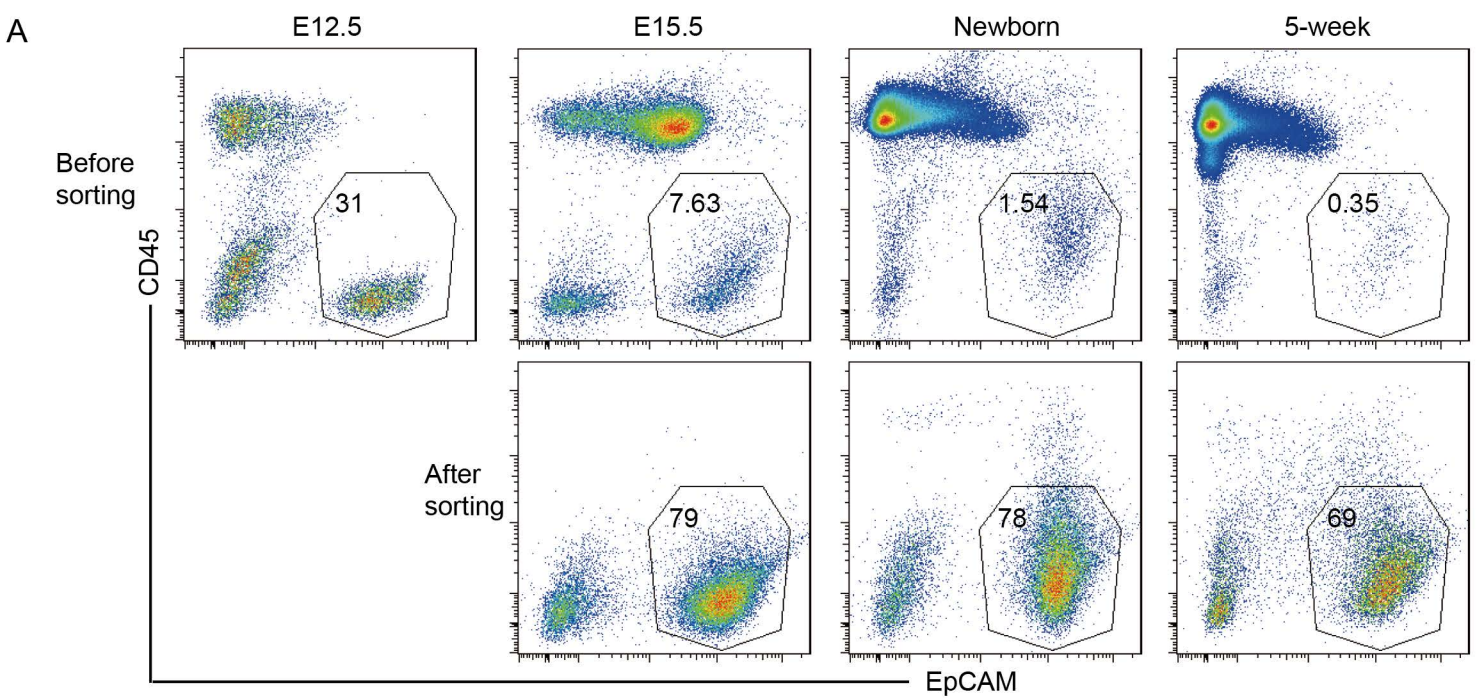 A
E12.5
E15.5
Newborn
5-week
Before
sorting
31
7.63
1.54
0.35
CD45
After
sorting
79
78
69
EpCAM